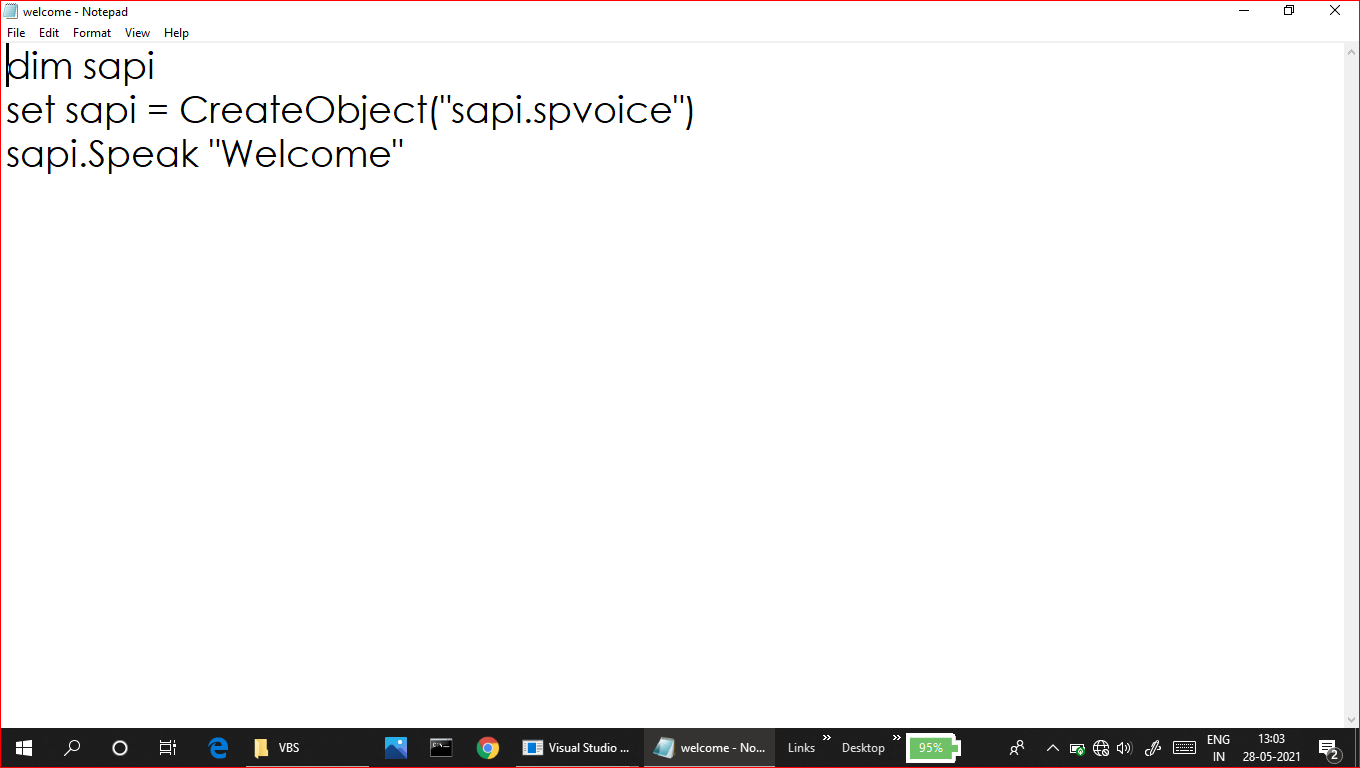 welcome - Notepad
File Edit Format View Help
dim sapi
set sapi = CreateObject("sapi.spvoice")
sapi.Speak "Welcome"
VBS Visual Studio ... welcome - No... Links » Desktop » 95% ENG 13:03
IN 28-05-2021 2